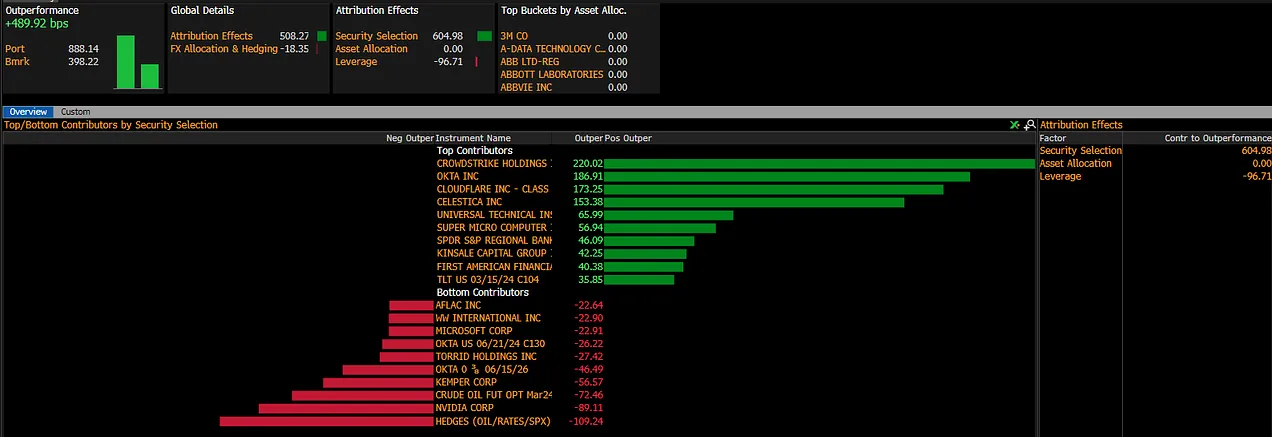 Outperformance
+489.92 bps
Port 888.14
Bmrk 398.22
Global Details
Attribution Effects 508.27
FX Allocation & Hedging -18.35
Attribution Effects
Security Selection 604.98
Asset Allocation 0.00
Leverage -96.71
Top Buckets by Asset Alloc.
3M CO 0.00
A-DATA TECHNOLOGY C... 0.00
ABB LTD-REG 0.00
ABBOTT LABORATORIES 0.00
ABBVIE INC 0.00
Overview Custom
Top/Bottom Contributors by Security Selection
Neg Outper Instrument Name Outper Pos Outper
Top Contributors
CROWDSTRIKE HOLDINGS 220.02
OKTA INC 186.91
CLOUDFLARE INC - CLASS 173.25
CELESTICA INC 153.38
UNIVERSAL TECHNICAL INS 65.99
SUPER MICRO COMPUTER 56.94
SPDR S&P REGIONAL BAN 46.09
KINSALE CAPITAL GROUP 42.25
FIRST AMERICAN FINANCIA 40.38
TLT US 03/15/24 C104 35.85
Bottom Contributors
AFLAC INC -22.64
WW INTERNATIONAL INC -22.90
MICROSOFT CORP -22.91
OKTA US 06/21/24 C130 -26.22
TORRID HOLDINGS INC -27.42
OKTA 0 ⅜ 06/15/26 -46.49
KEMPER CORP -56.57
CRUDE OIL FUT OPT Mar24 -72.46
NVIDIA CORP -89.11
HEDGES (OIL/RATES/SPX) -109.24
Attribution Effects
Factor Contr to Outperformance
Security Selection 604.98
Asset Allocation 0.00
Leverage -96.71